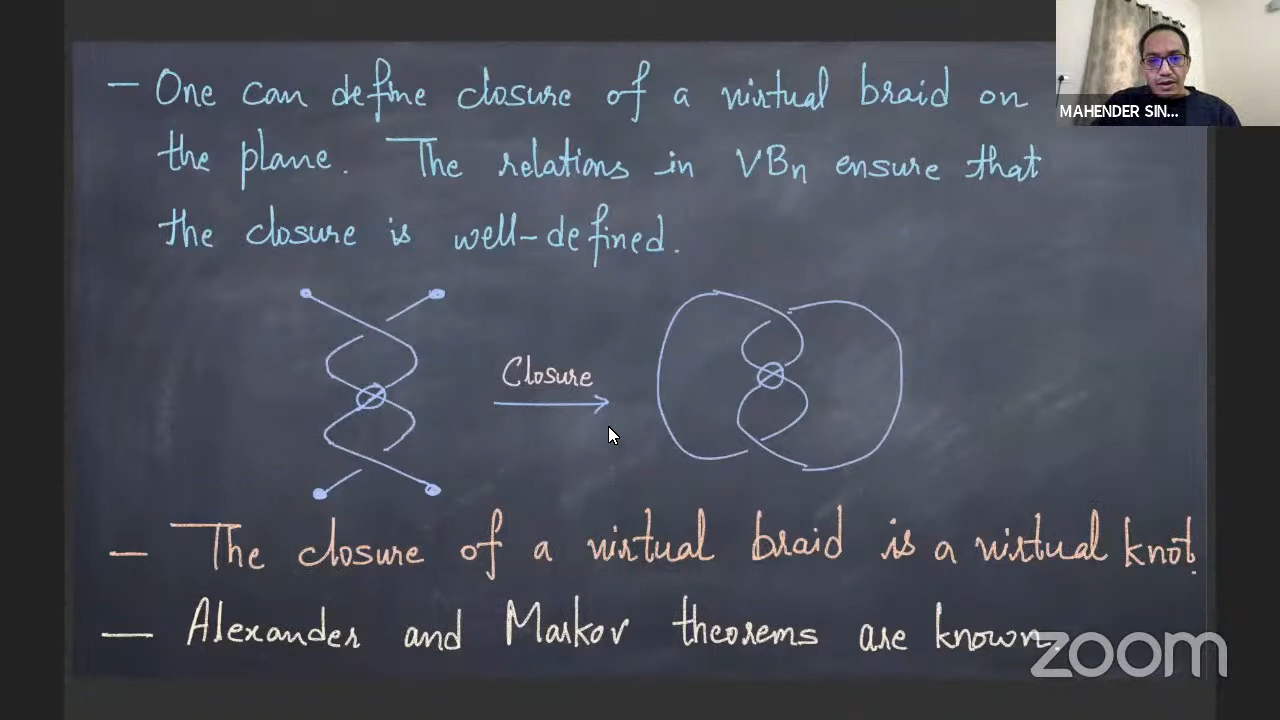 — One can define closure of a virtual braid on
the plane. The relations in VBn ensure that
the closure is well-defined.
Closure
— The closure of a virtual braid is a virtual knot.
— Alexander and Markov theorems are known.
MAHENDER SIN...
zoom